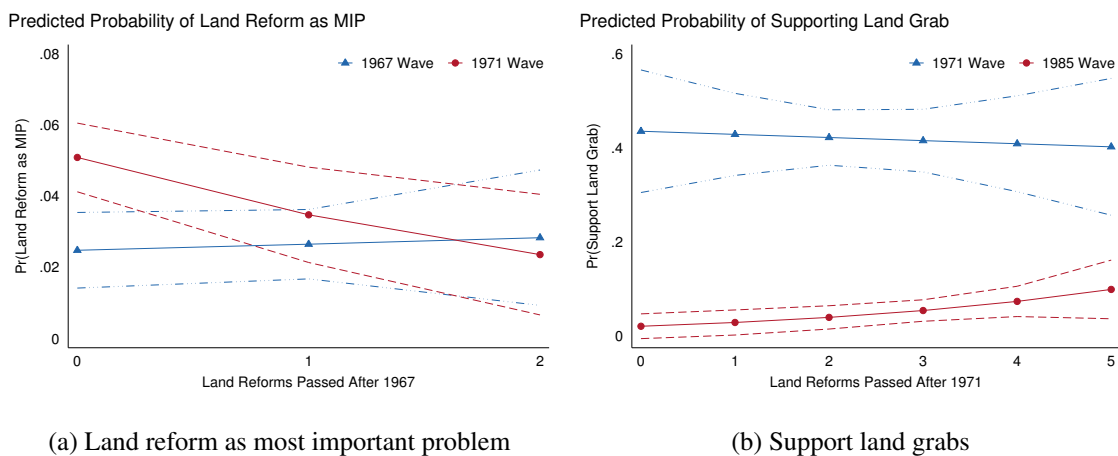 Predicted Probability of Land Reform as MIP
.08
1967 Wave 1971 Wave
.06
.04
.02
0
Pr(Land Reform as MIP)
0 1 2
Land Reforms Passed After 1967
(a) Land reform as most important problem
Predicted Probability of Supporting Land Grab
.6
1971 Wave 1985 Wave
.4
.2
0
Pr(Support Land Grab)
0 1 2 3 4 5
Land Reforms Passed After 1971
(b) Support land grabs